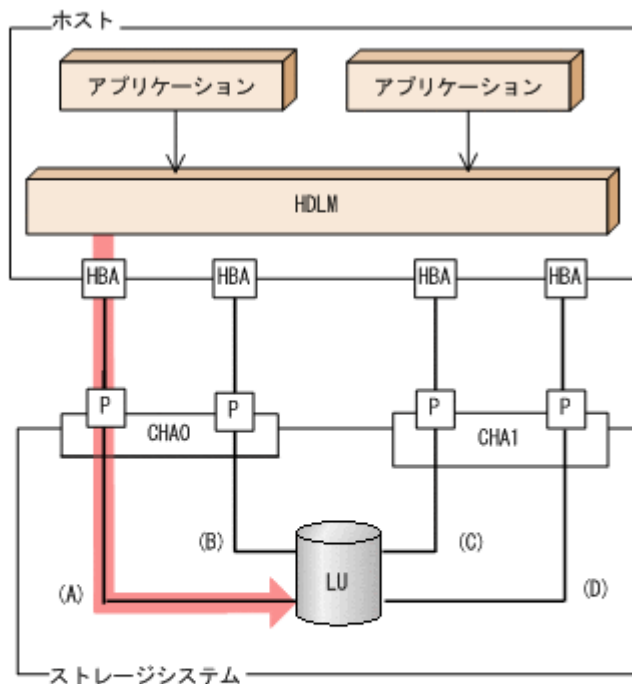 ホスト
アプリケーション
アプリケーション
HDLM
HBA
HBA
HBA
HBA
P
P
P
P
CHA0
CHA1
(B)
(C)
(A)
LU
(D)
ストレージシステム